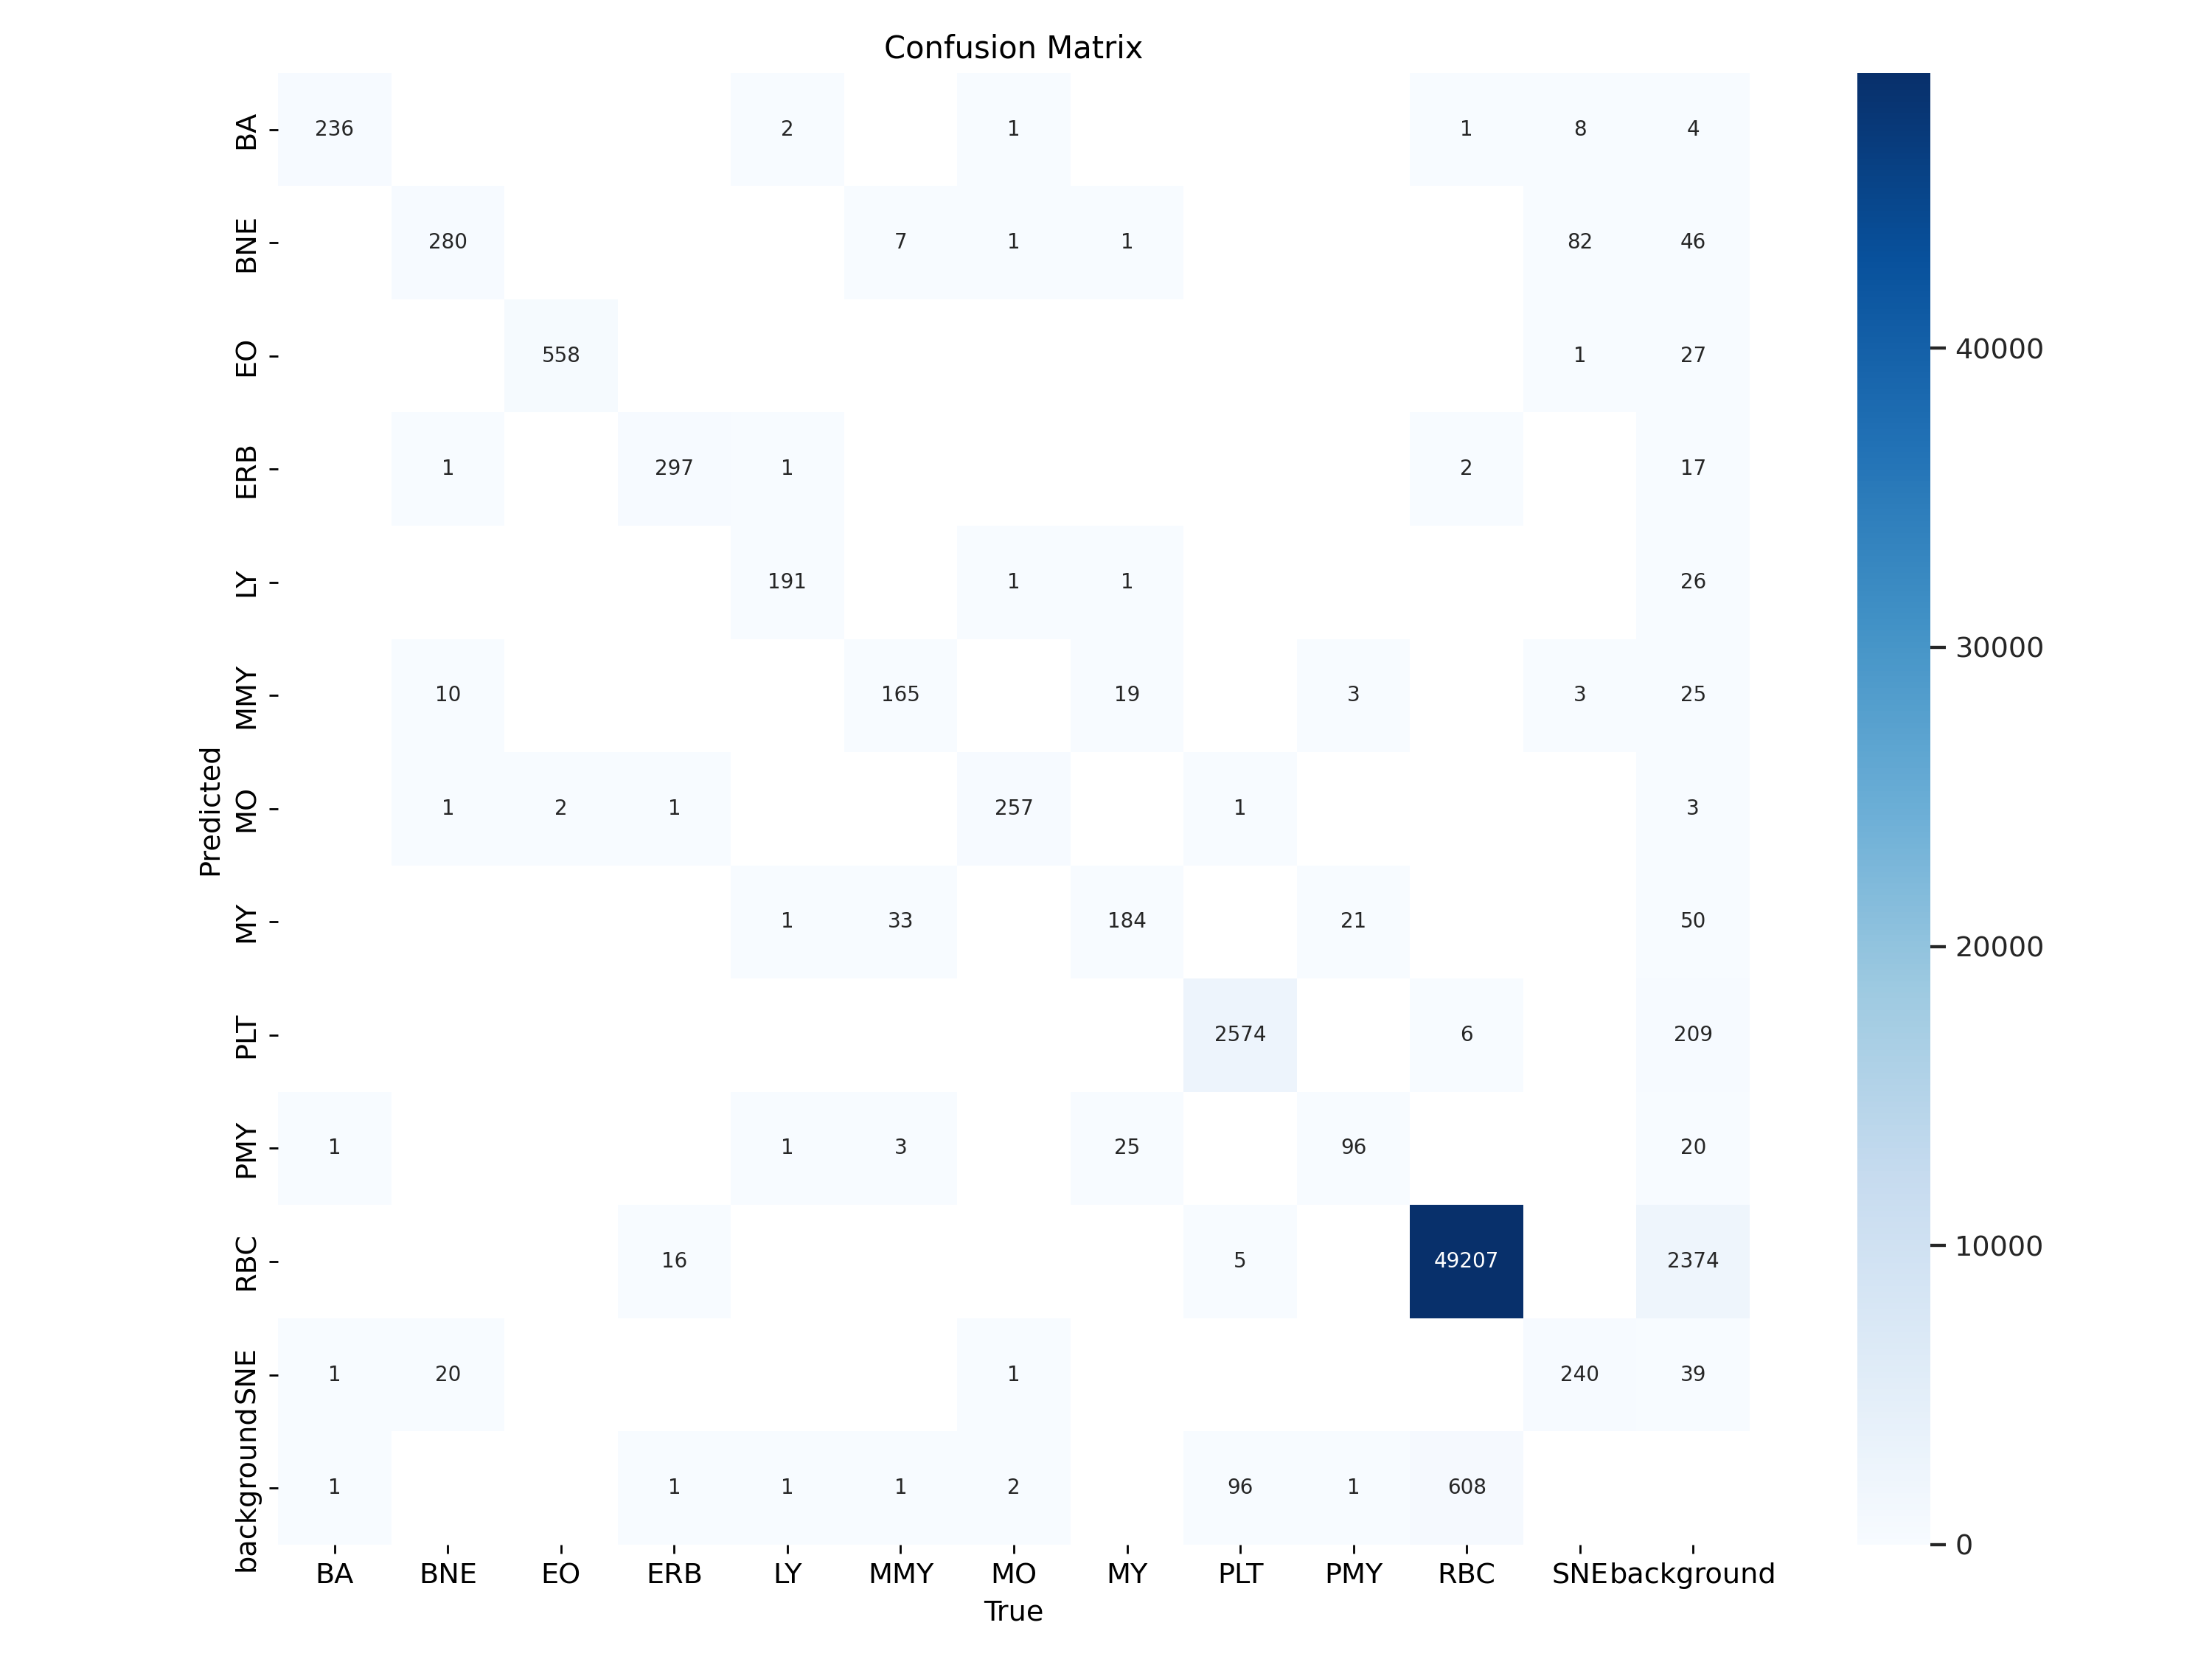 Confusion Matrix
BA 236 2 1 1 8 4
BNE 280 7 1 1 82 46
EO 558 1 27
ERB 1 297 1 2 17
LY 191 1 1 26
MMY 10 165 19 3 3 25
MO 1 2 1 257 1 3
MY 1 33 184 21 50
PLT 2574 6 209
PMY 1 1 3 25 96 20
RBC 16 5 49207 2374
SNE 1 20 1 240 39
background 1 1 1 1 2 96 1 608
Predicted
BA BNE EO ERB LY MMY MO MY PLT PMY RBC SNE background
True
40000
30000
20000
10000
0